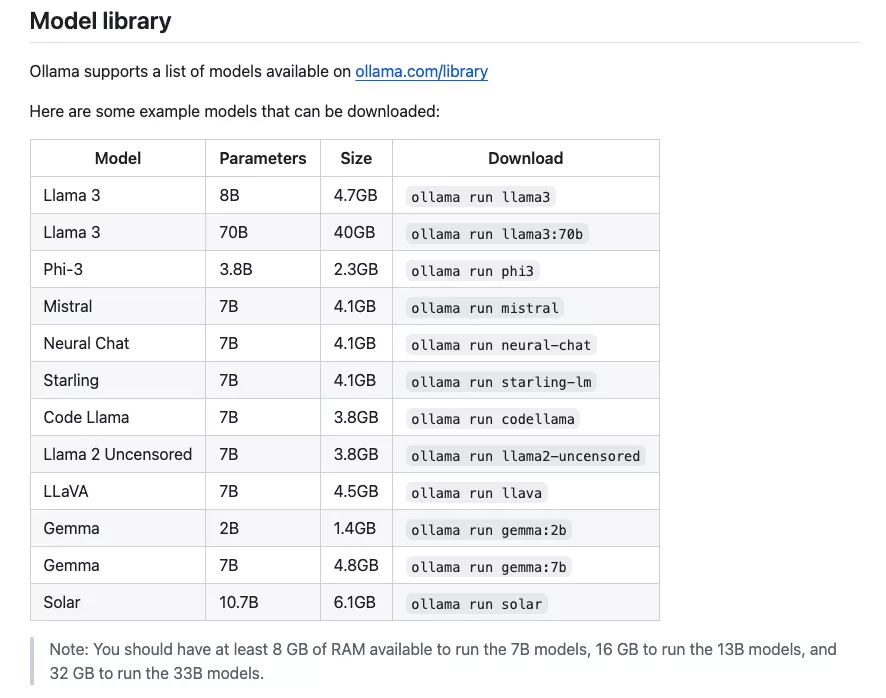 Model library
Ollama supports a list of models available on ollama.com/library
Here are some example models that can be downloaded:
Model Parameters Size Download
Llama 3 8B 4.7GB ollama run llama3
Llama 3 70B 40GB ollama run llama3:70b
Phi-3 3.8B 2.3GB ollama run phi3
Mistral 7B 4.1GB ollama run mistral
Neural Chat 7B 4.1GB ollama run neural-chat
Starling 7B 4.1GB ollama run starling-lm
Code Llama 7B 3.8GB ollama run codellama
Llama 2 Uncensored 7B 3.8GB ollama run llama2-uncensored
LLaVA 7B 4.5GB ollama run llava
Gemma 2B 1.4GB ollama run gemma:2b
Gemma 7B 4.8GB ollama run gemma:7b
Solar 10.7B 6.1GB ollama run solar
Note: You should have at least 8 GB of RAM available to run the 7B models, 16 GB to run the 13B models, and
32 GB to run the 33B models.